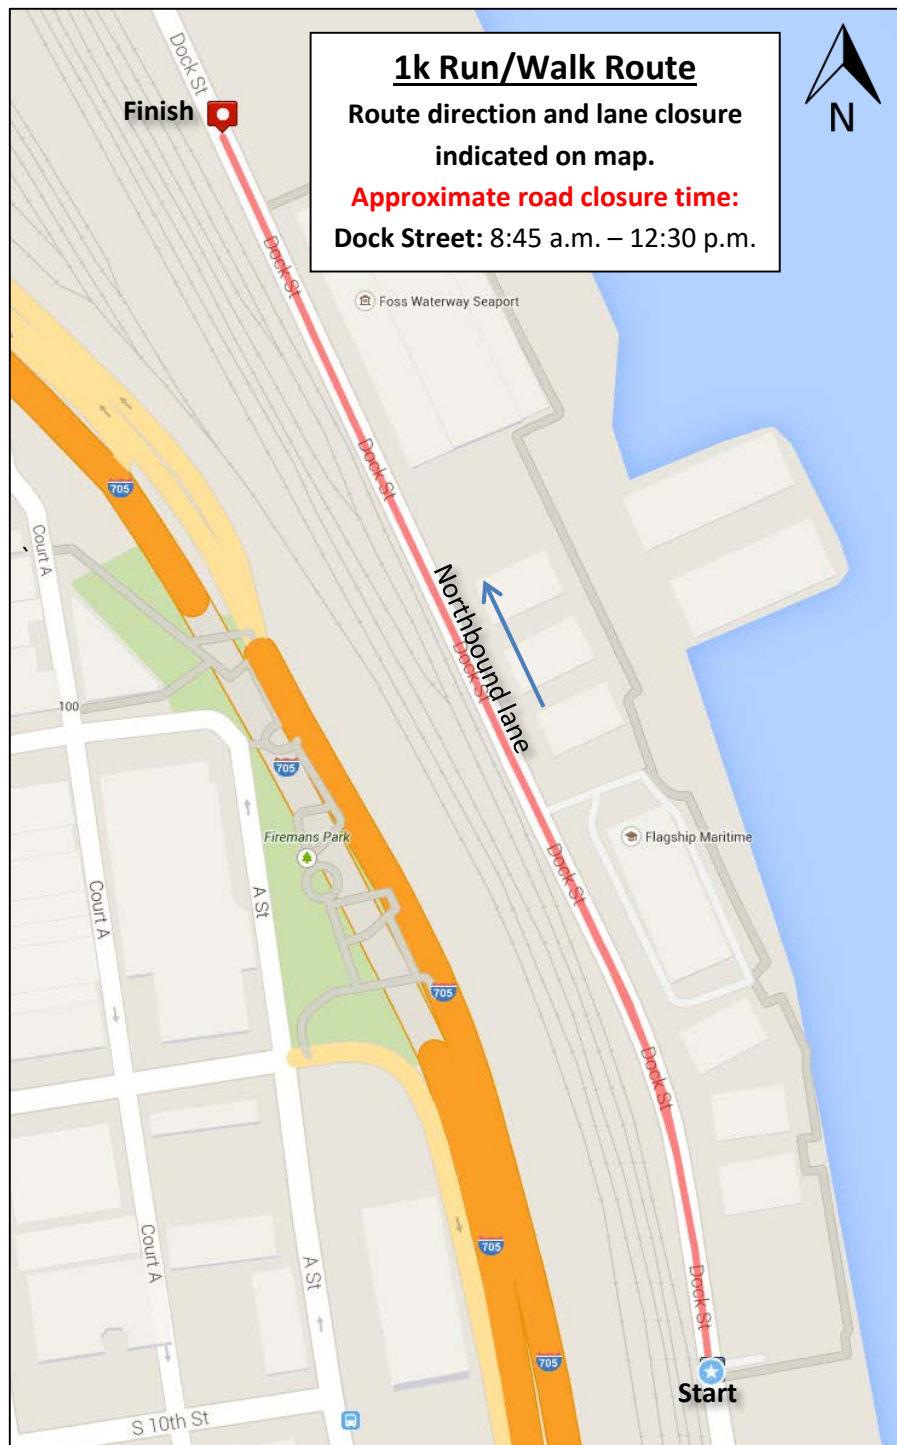 1k Run/Walk Route
Route direction and lane closure
indicated on map.
Approximate road closure time:
Dock Street: 8:45 a.m. – 12:30 p.m.
N
Dock St
Finish
Dock St
Foss Waterway Seaport
Dock St
705
Court A
`
Northbound lane
Dock St
100
705
Firemans Park
Flagship Maritime
Dock St
Court A
A St
705
Dock St
Court A
705
A St
Dock St
705
Start
S 10th St